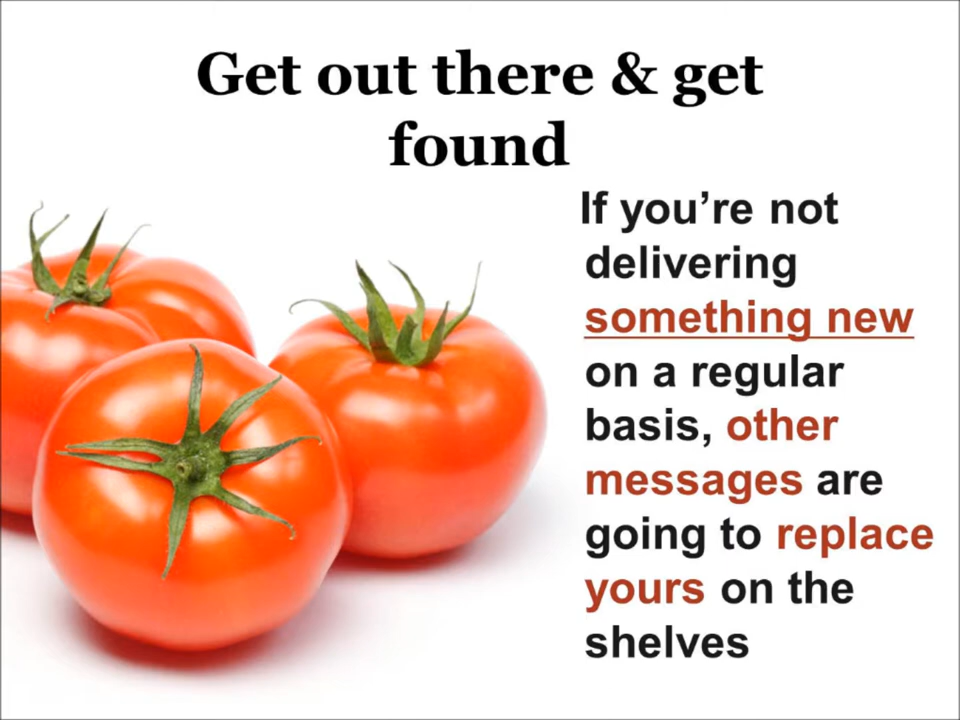 Get out there & get
found
If you’re not
delivering
something new
on a regular
basis, other
messages are
going to replace
yours on the
shelves